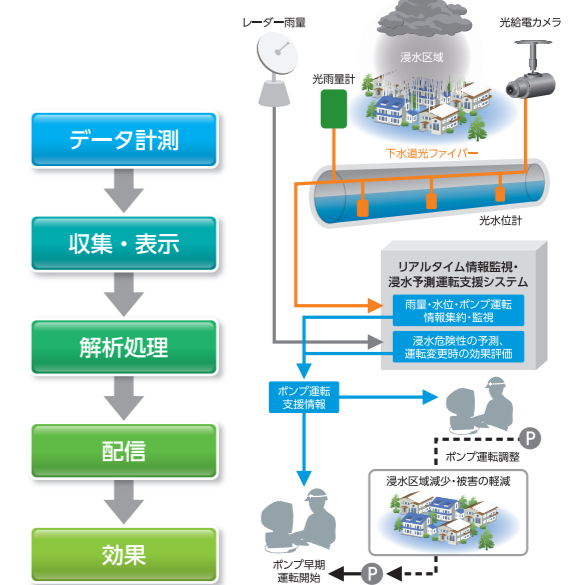 データ計測
収集・表示
解析処理
配信
効果
レーダー雨量
光給電カメラ
浸水区域
光雨量計
下水道光ファイバー
光水位計
リアルタイム情報監視・
浸水予測運転支援システム
雨量・水位・ポンプ運転
情報集約・監視
浸水危険性の予測、
運転変更時の効果評価
ポンプ運転
支援情報
P
ポンプ運転調整
浸水区域減少・被害の軽減
ポンプ早期
運転開始
P